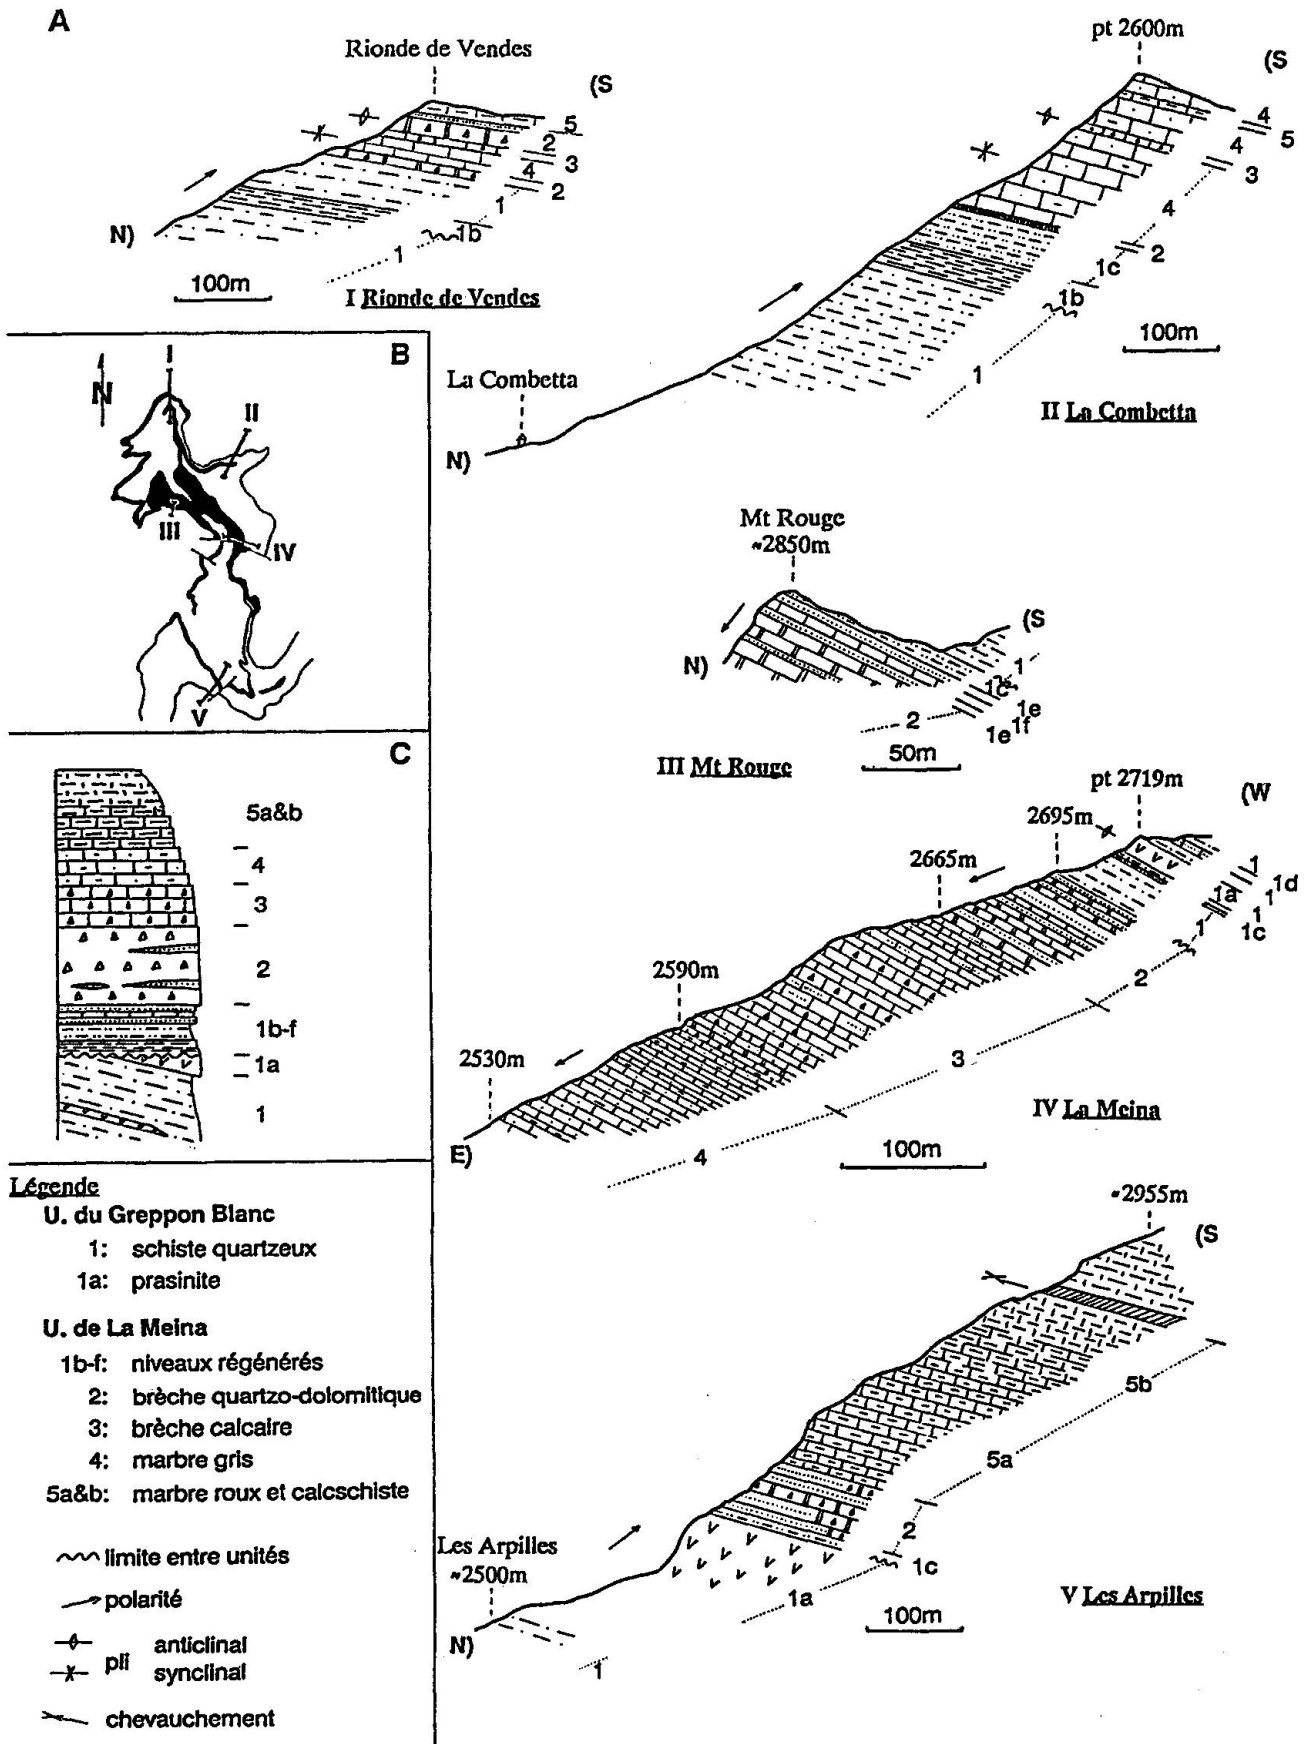 A
Rionde de Vendes
(S
5
2
3
4
2
1
1b
1
N)
100m
I Rionde de Vendes
pt 2600m
(S
4
5
4
3
4
2
1c
1b
1
100m
La Combetta
N)
II La Combetta
B
N
I
II
III
IV
V
Mt Rouge
≈2850m
(S
N)
1
1c
1e
1f
1e
2
50m
III Mt Rouge
C
5a&b
4
3
2
1b-f
1a
1
pt 2719m
(W
2695m
2665m
2590m
2530m
1
1d
1a
1
1
1c
1
2
3
4
E)
100m
IV La Meina
Légende
U. du Greppon Blanc
1: schiste quartzeux
1a: prasinite
U. de La Meina
1b-f: niveaux régénérés
2: brèche quartzo-dolomitique
3: brèche calcaire
4: marbre gris
5a&b: marbre roux et calcschiste
limite entre unités
polarité
pli anticlinal
synclinal
chevauchement
≈2955m
(S
5b
5a
2
1c
1a
Les Arpilles
≈2500m
N)
1
100m
V Les Arpilles